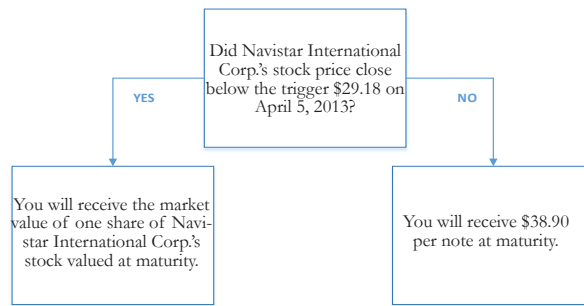 Did Navistar International
Corp.'s stock price close
below the trigger $29.18 on
April 5, 2013?
YES
NO
You will receive the market
value of one share of Navi-
star International Corp.'s
stock valued at maturity.
You will receive $38.90
per note at maturity.